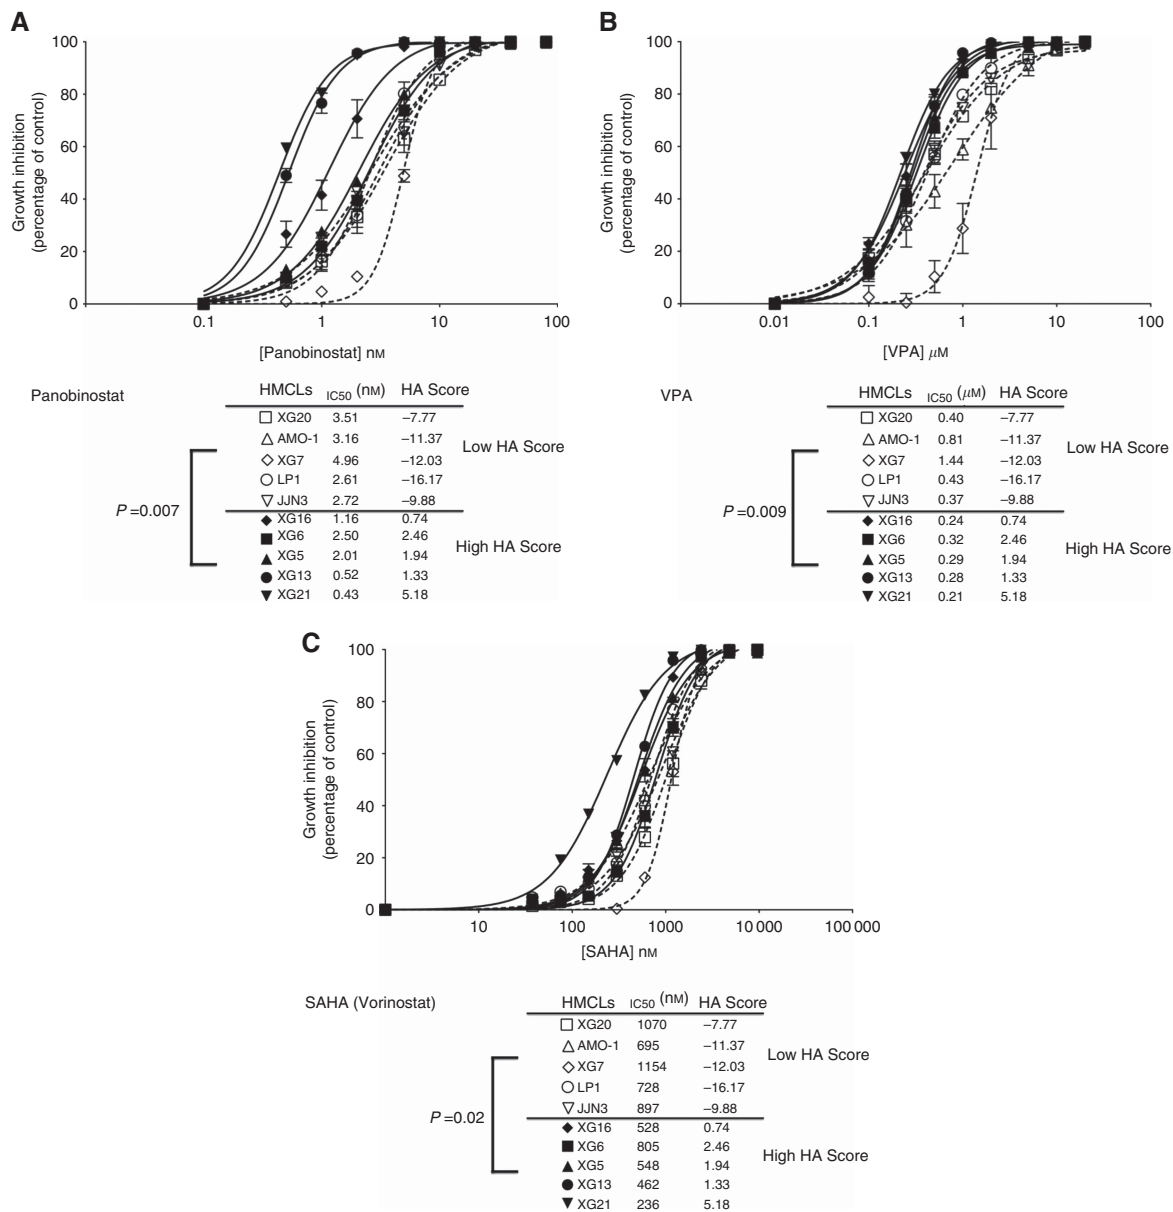 A
Growth inhibition
(percentage of control)
100
80
60
40
20
0
0.1
1
10
100
[Panobinostat] nM
Panobinostat
HMCLs IC50 (nM) HA Score
XG20 3.51 −7.77
AMO-1 3.16 −11.37
XG7 4.96 −12.03
LP1 2.61 −16.17
JJN3 2.72 −9.88
XG16 1.16 0.74
XG6 2.50 2.46
XG5 2.01 1.94
XG13 0.52 1.33
XG21 0.43 5.18
Low HA Score
High HA Score
P =0.007
B
Growth inhibition
(percentage of control)
100
80
60
40
20
0
0.01
0.1
1
10
100
[VPA] μM
VPA
HMCLs IC50 (μM) HA Score
XG20 0.40 −7.77
AMO-1 0.81 −11.37
XG7 1.44 −12.03
LP1 0.43 −16.17
JJN3 0.37 −9.88
XG16 0.24 0.74
XG6 0.32 2.46
XG5 0.29 1.94
XG13 0.28 1.33
XG21 0.21 5.18
Low HA Score
High HA Score
P =0.009
C
Growth inhibition
(percentage of control)
100
80
60
40
20
0
10
100
1000
10 000
100 000
[SAHA] nM
SAHA (Vorinostat)
HMCLs IC50 (nM) HA Score
XG20 1070 −7.77
AMO-1 695 −11.37
XG7 1154 −12.03
LP1 728 −16.17
JJN3 897 −9.88
XG16 528 0.74
XG6 805 2.46
XG5 548 1.94
XG13 462 1.33
XG21 236 5.18
Low HA Score
High HA Score
P =0.02